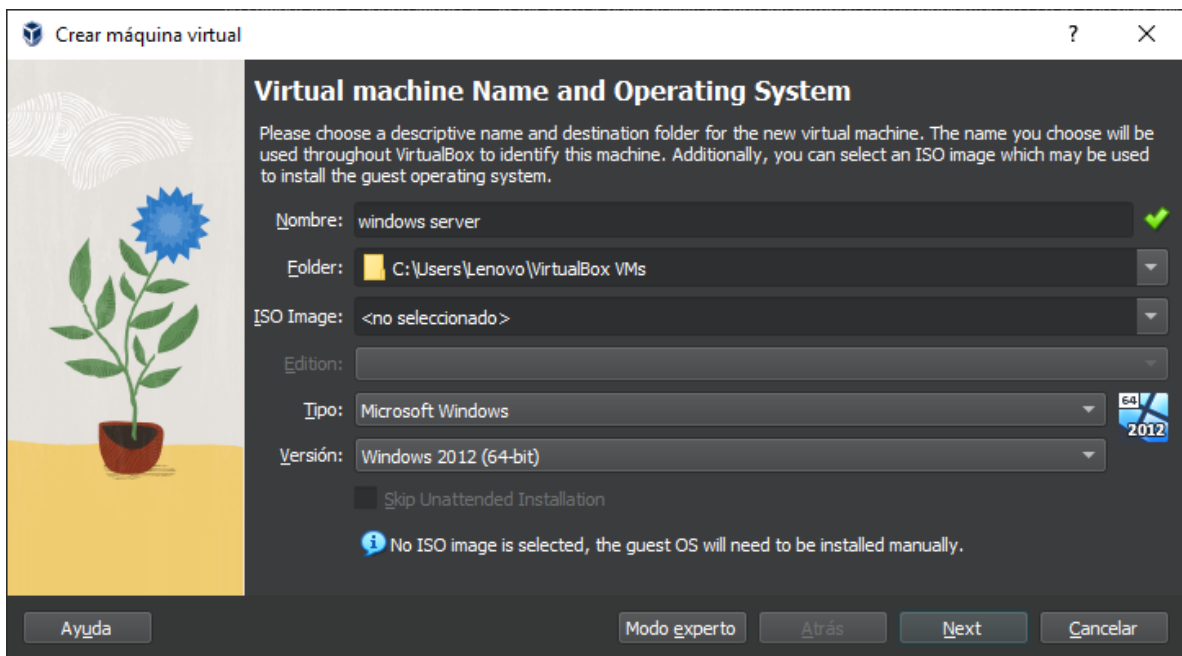 Crear máquina virtual
?
Virtual machine Name and Operating System
Please choose a descriptive name and destination folder for the new virtual machine. The name you choose will be
used throughout VirtualBox to identify this machine. Additionally, you can select an ISO image which may be used
to install the guest operating system.
Nombre: windows server
Folder: C:\Users\Lenovo\VirtualBox VMs
ISO Image: <no seleccionado>
Edition:
Tipo: Microsoft Windows
64
2012
Versión: Windows 2012 (64-bit)
Skip Unattended Installation
No ISO image is selected, the guest OS will need to be installed manually.
Ayuda Modo experto Atrás Next Cancelar